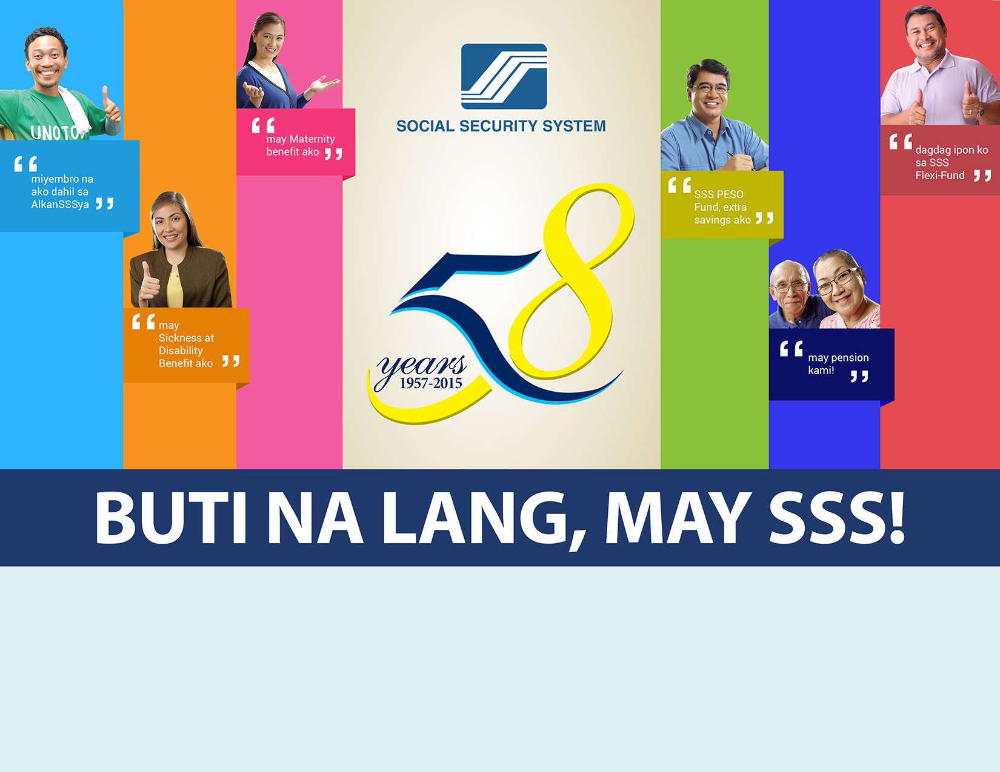 UNOTOS
“miyembro na
ako dahil sa
AlkanSSSya”
“may
Sickness at
Disability
Benefit ako”
“may Maternity
benefit ako”
SOCIAL SECURITY SYSTEM
58
years
1957-2015
“SSS PESO
Fund, extra
savings ako”
“may pension
kami!”
“dagdag ipon ko
sa SSS
Flexi-Fund”
BUTI NA LANG, MAY SSS!